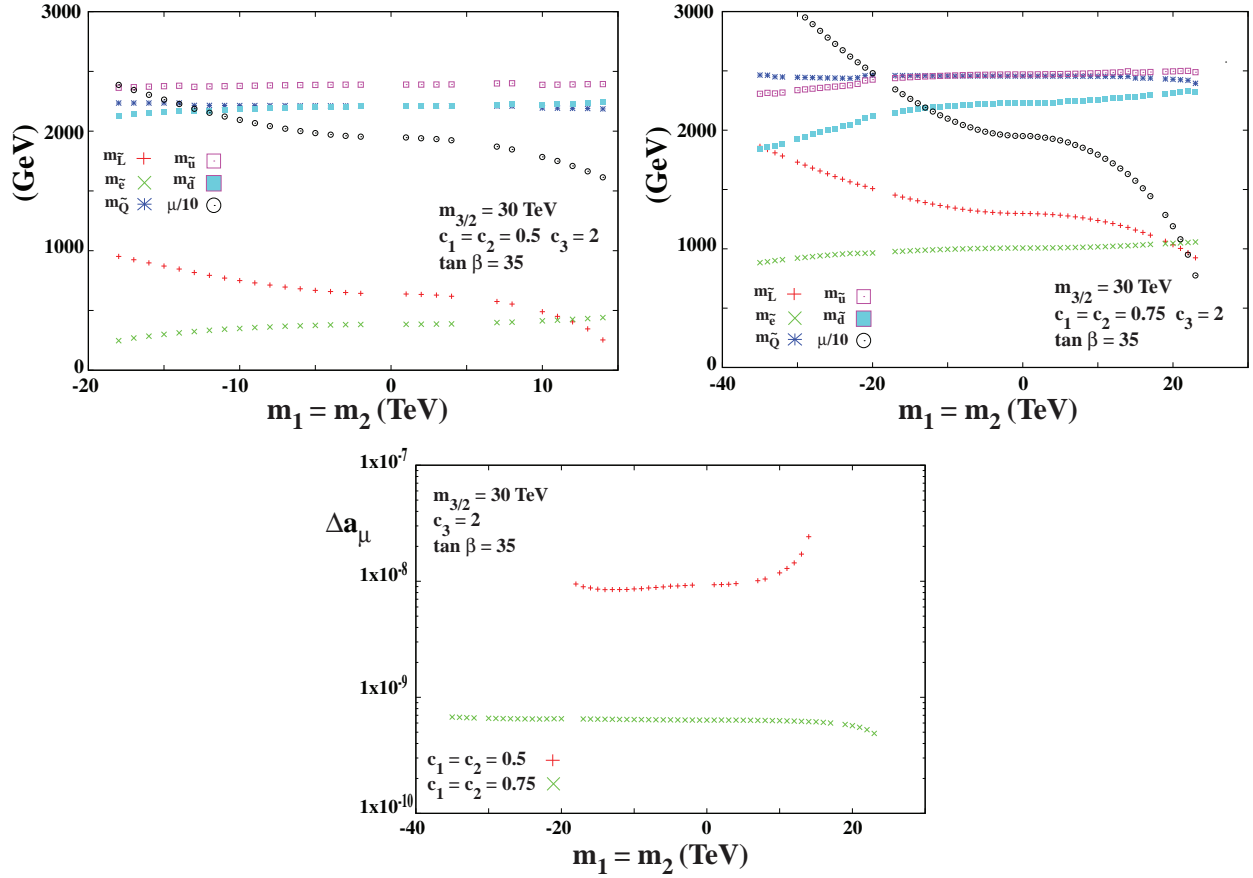 3000
2000
1000
0
((GeV)
m_L̃ +
m_ẽ ×
m_Q̃ ✳
m_ũ
m_d̃
μ/10
m_3/2 = 30 TeV
c_1 = c_2 = 0.5 c_3 = 2
tan β = 35
-20 -10 0 10
m_1 = m_2 (TeV)
3000
2000
1000
0
((GeV)
m_L̃ +
m_ẽ ×
m_Q̃ ✳
m_ũ
m_d̃
μ/10
m_3/2 = 30 TeV
c_1 = c_2 = 0.75 c_3 = 2
tan β = 35
-40 -20 0 20
m_1 = m_2 (TeV)
1x10^-7
1x10^-8
1x10^-9
1x10^-10
Δa_μ
m_3/2 = 30 TeV
c_3 = 2
tan β = 35
c_1 = c_2 = 0.5 +
c_1 = c_2 = 0.75 ×
-40 -20 0 20
m_1 = m_2 (TeV)